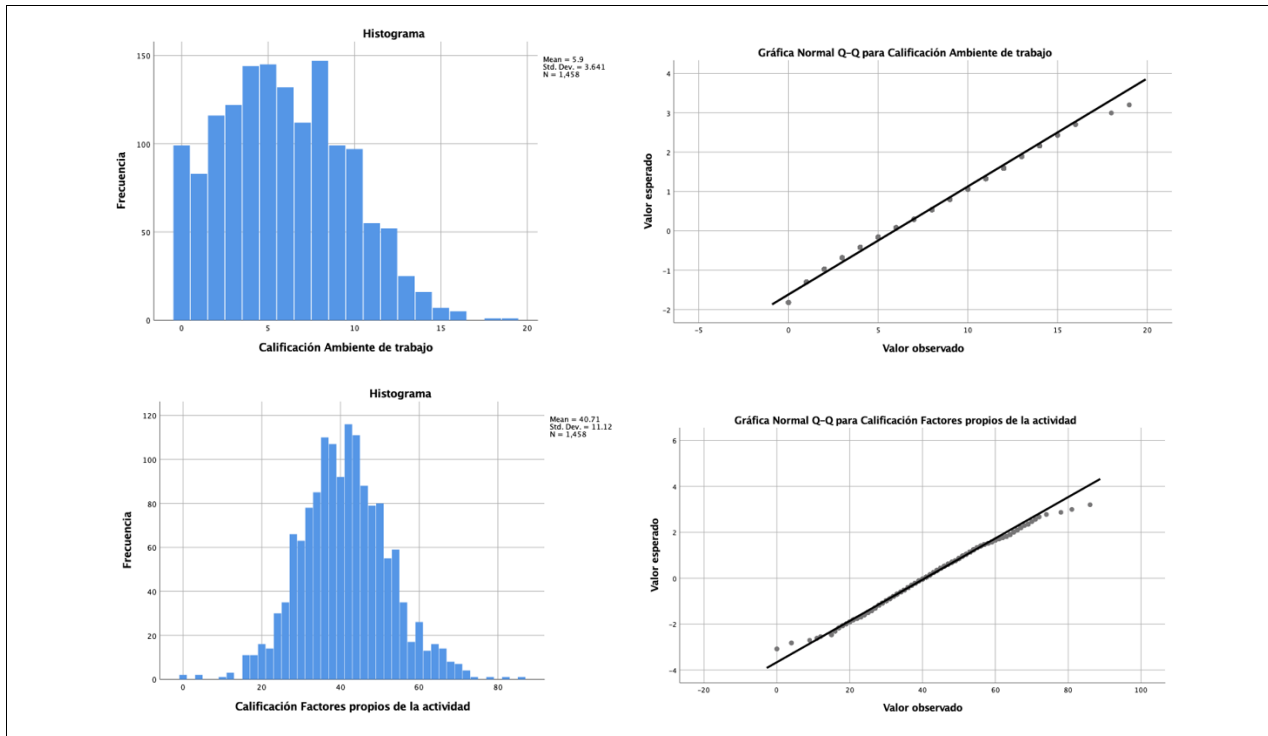 Histograma
Mean = 5.9
Std. Dev. = 3.641
N = 1,458
150
100
50
0
Frecuencia
0 5 10 15 20
Calificación Ambiente de trabajo
Gráfica Normal Q-Q para Calificación Ambiente de trabajo
4
3
2
1
0
-1
-2
Valor esperado
-5 0 5 10 15 20
Valor observado
Histograma
Mean = 40.71
Std. Dev. = 11.12
N = 1,458
120
100
80
60
40
20
0
Frecuencia
0 20 40 60 80
Calificación Factores propios de la actividad
Gráfica Normal Q-Q para Calificación Factores propios de la actividad
6
4
2
0
-2
-4
Valor esperado
-20 0 20 40 60 80 100
Valor observado